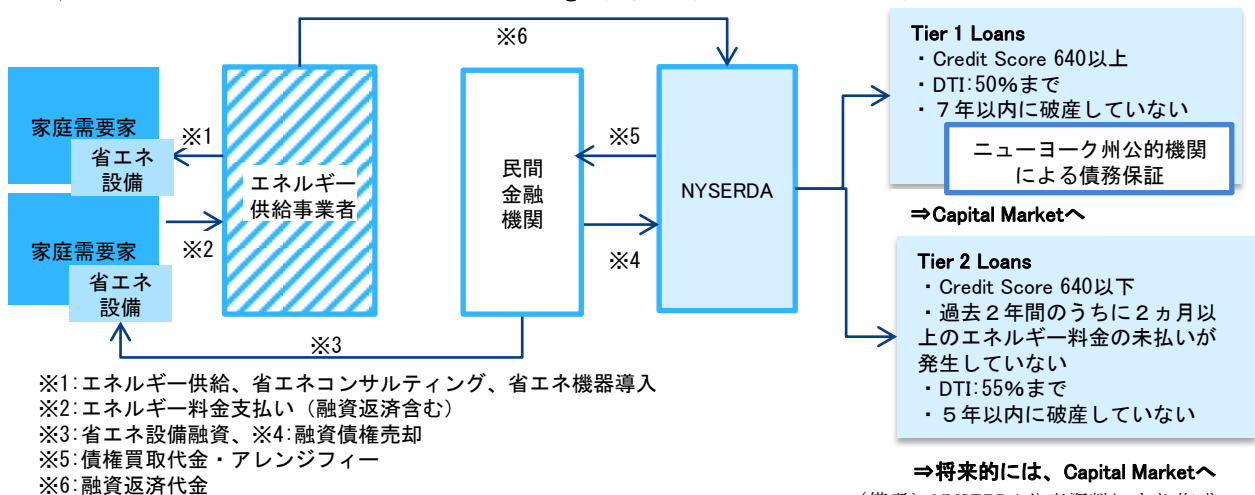 ※6
家庭需要家
省エネ
設備
※1
家庭需要家
省エネ
設備
※2
エネルギー
供給事業者
※3
民間
金融
機関
※5
※4
NYSERDA
Tier 1 Loans
・Credit Score 640以上
・DTI:50%まで
・７年以内に破産していない
ニューヨーク州公的機関
による債務保証
⇒Capital Marketへ
Tier 2 Loans
・Credit Score 640以下
・過去２年間のうちに２ヵ月以
上のエネルギー料金の未払いが
発生していない
・DTI:55%まで
・５年以内に破産していない
⇒将来的には、Capital Marketへ
※1:エネルギー供給、省エネコンサルティング、省エネ機器導入
※2:エネルギー料金支払い（融資返済含む）
※3:省エネ設備融資、※4:融資債権売却
※5:債権買取代金・アレンジフィー
※6:融資返済代金